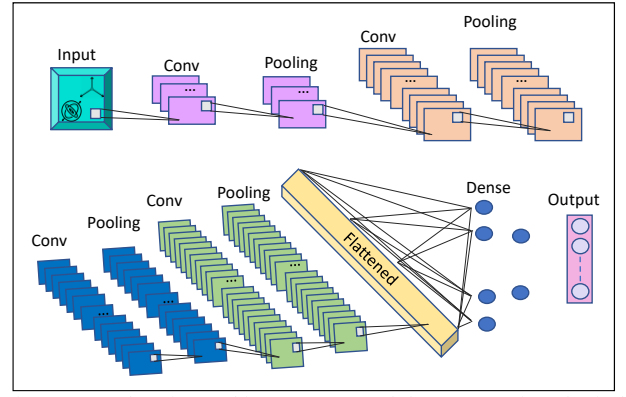 Input
Conv
Pooling
Conv
Pooling
...
...
...
...
Conv
Pooling
Conv
Pooling
Flattened
Dense
Output
...
...
...
...